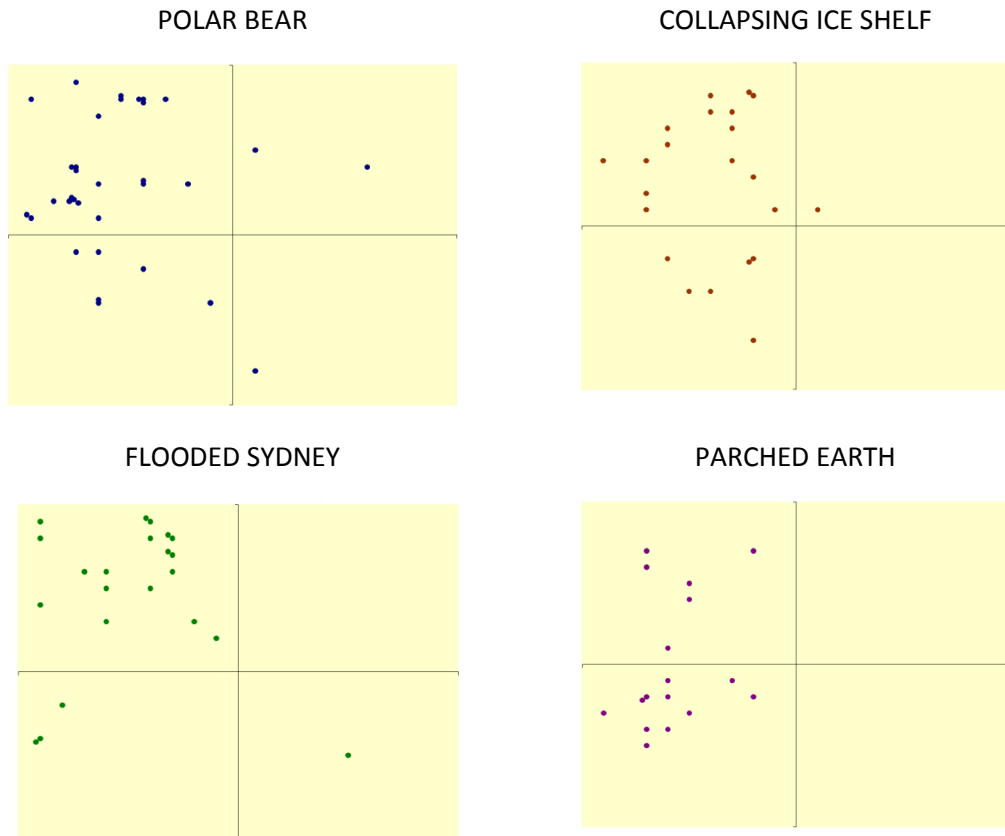 POLAR BEAR
COLLAPSING ICE SHELF
FLOODED SYDNEY
PARCHED EARTH